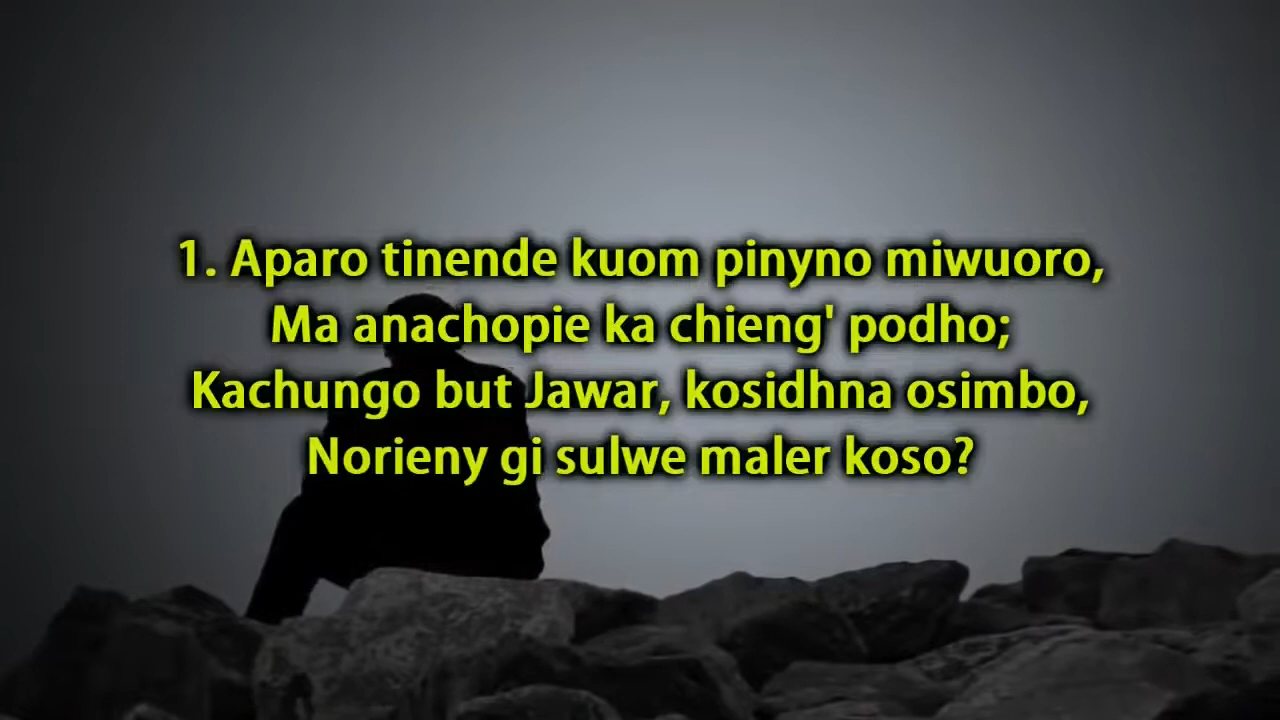 1. Aparo tinende kuom pinyno miwuoro,
Ma anachopie ka chieng' podho;
Kachungo but Jawar, kosidhna osimbo,
Norieny gi sulwe maler koso?